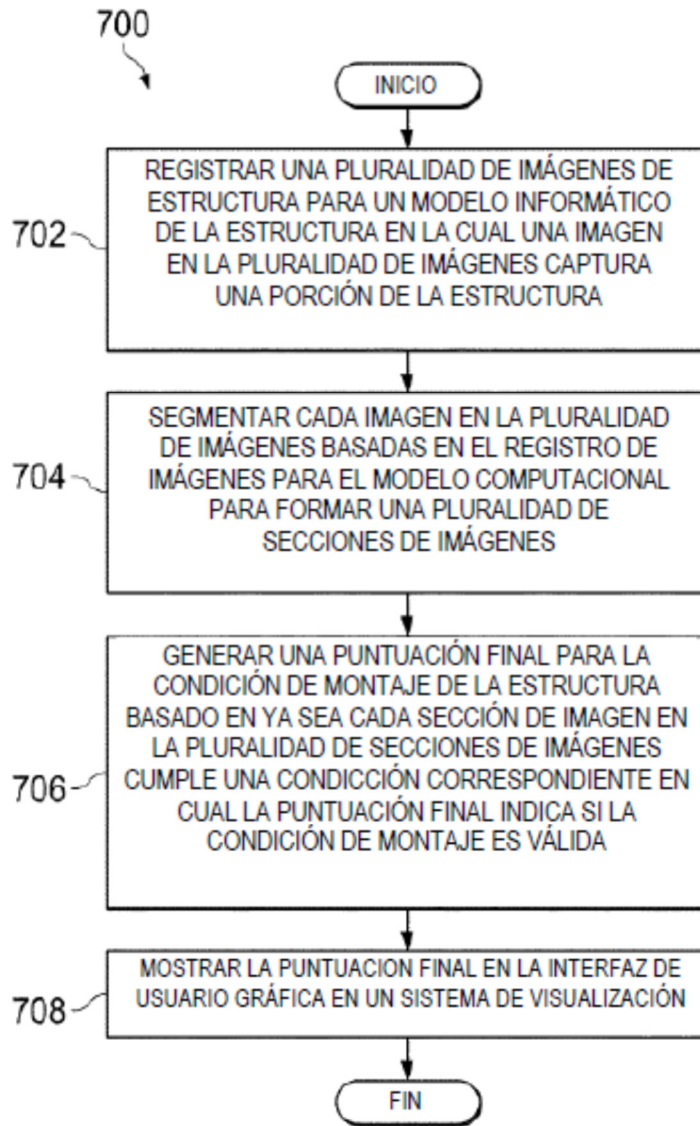 700
INICIO
702
REGISTRAR UNA PLURALIDAD DE IMÁGENES DE
ESTRUCTURA PARA UN MODELO INFORMÁTICO
DE LA ESTRUCTURA EN LA CUAL UNA IMAGEN
EN LA PLURALIDAD DE IMÁGENES CAPTURA
UNA PORCIÓN DE LA ESTRUCTURA
704
SEGMENTAR CADA IMAGEN EN LA PLURALIDAD
DE IMÁGENES BASADAS EN EL REGISTRO DE
IMÁGENES PARA EL MODELO COMPUTACIONAL
PARA FORMAR UNA PLURALIDAD DE
SECCIONES DE IMÁGENES
706
GENERAR UNA PUNTUACIÓN FINAL PARA LA
CONDICIÓN DE MONTAJE DE LA ESTRUCTURA
BASADO EN YA SEA CADA SECCIÓN DE IMAGEN EN
LA PLURALIDAD DE SECCIONES DE IMÁGENES
CUMPLE UNA CONDICCIÓN CORRESPONDIENTE EN
CUAL LA PUNTUACIÓN FINAL INDICA SI LA
CONDICIÓN DE MONTAJE ES VÁLIDA
708
MOSTRAR LA PUNTUACION FINAL EN LA INTERFAZ DE
USUARIO GRÁFICA EN UN SISTEMA DE VISUALIZACIÓN
FIN